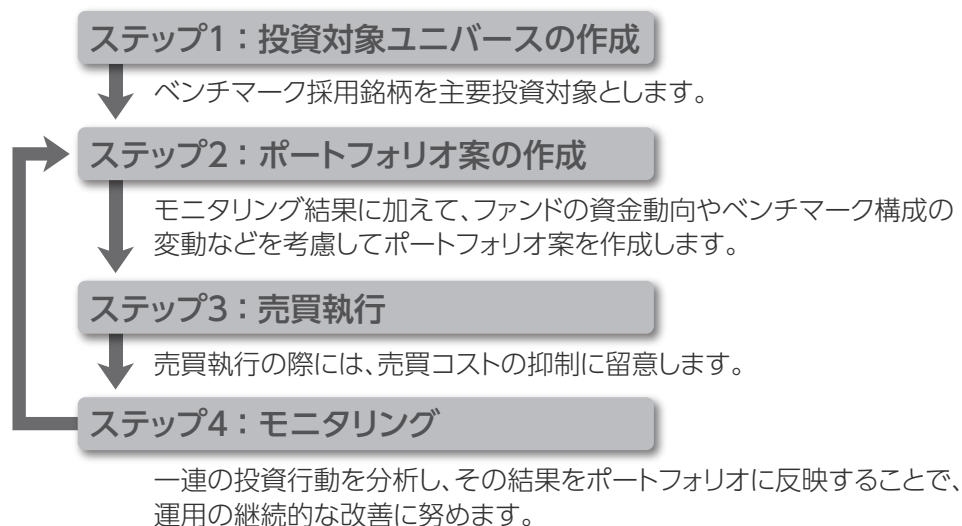 ステップ1：投資対象ユニバースの作成
ベンチマーク採用銘柄を主要投資対象とします。
ステップ2：ポートフォリオ案の作成
モニタリング結果に加えて、ファンドの資金動向やベンチマーク構成の
変動などを考慮してポートフォリオ案を作成します。
ステップ3：売買執行
売買執行の際には、売買コストの抑制に留意します。
ステップ4：モニタリング
一連の投資行動を分析し、その結果をポートフォリオに反映することで、
運用の継続的な改善に努めます。